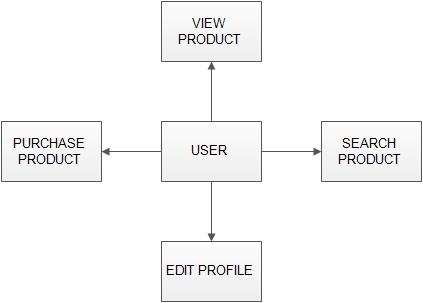 VIEW
PRODUCT
PURCHASE
PRODUCT
USER
SEARCH
PRODUCT
EDIT PROFILE